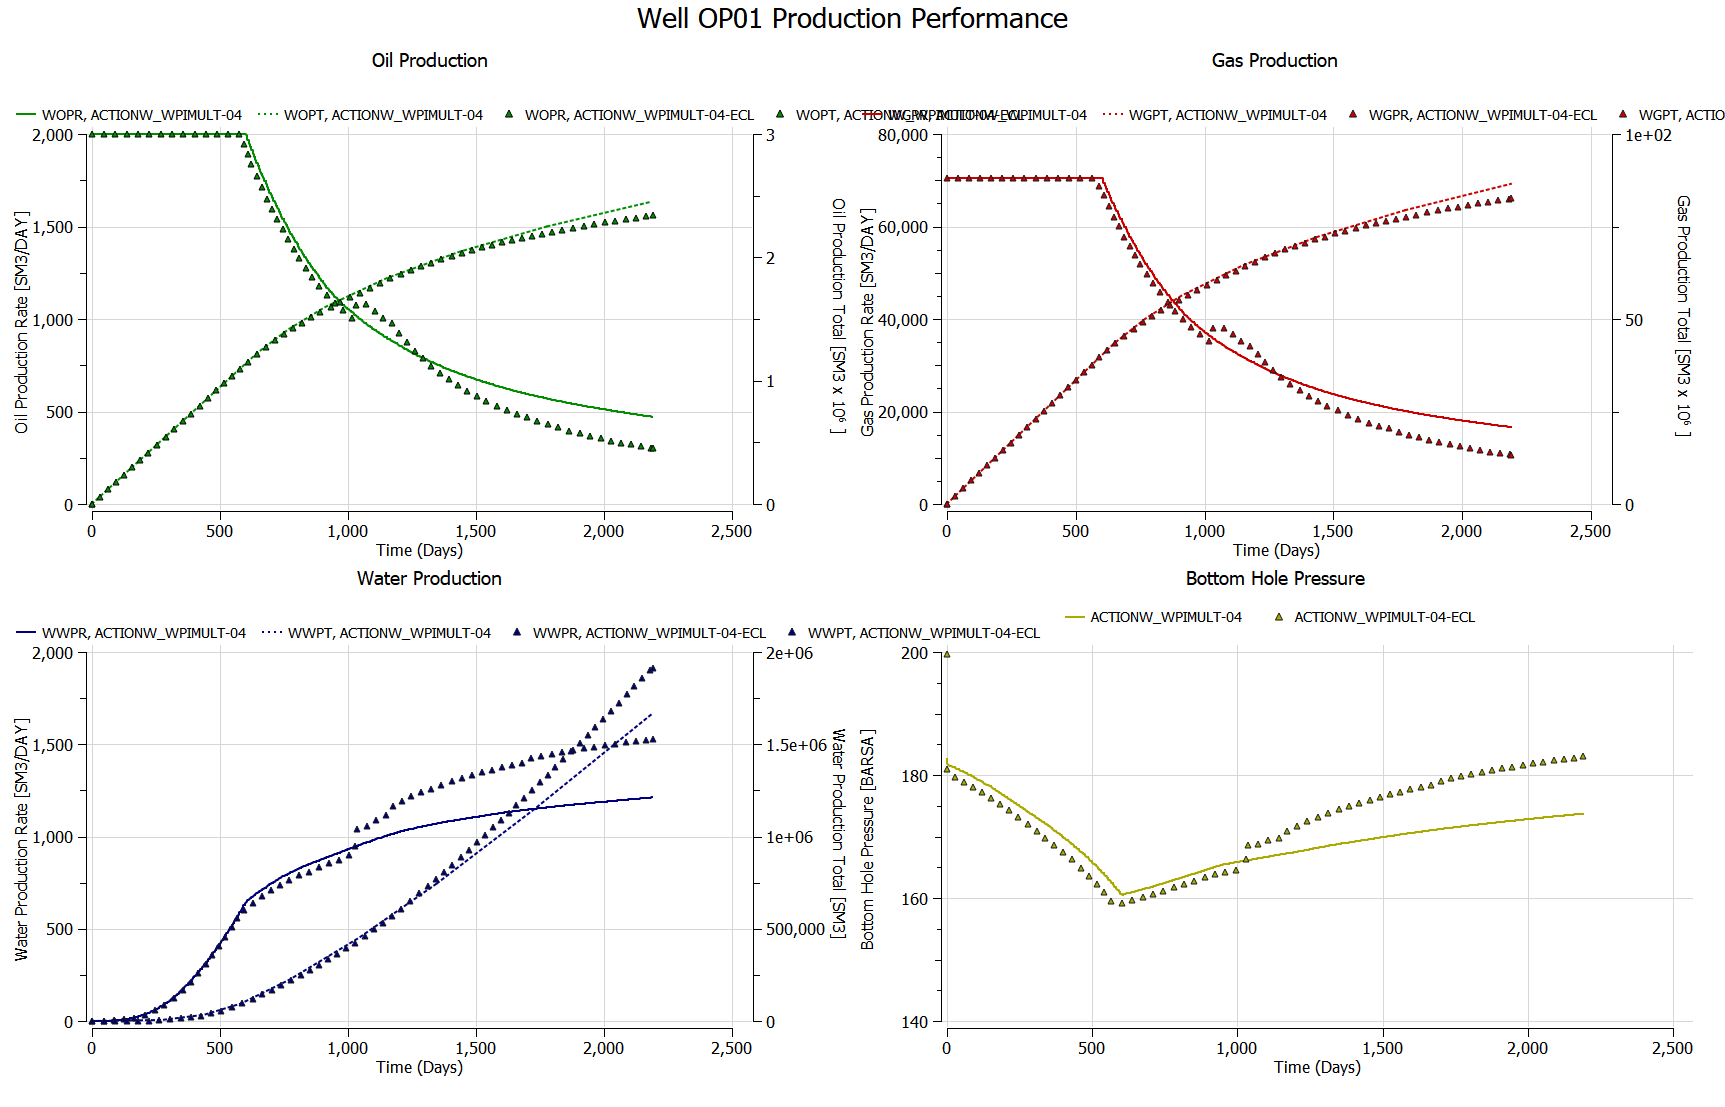 Well OP01 Production Performance
Oil Production
WOPR, ACTIONW_WPIMULT-04
WOPT, ACTIONW_WPIMULT-04
WOPR, ACTIONW_WPIMULT-04-ECL
WOPT, ACTIONW_WPIMULT-04-ECL
2,000
1,500
1,000
500
0
3
2
1
0
Oil Production Rate [SM3/DAY]
Oil Production Total [SM3 x 10⁶ ]
0
500
1,000
1,500
2,000
2,500
Time (Days)
Gas Production
WGPR, ACTIONW_WPIMULT-04
WGPT, ACTIONW_WPIMULT-04
WGPR, ACTIONW_WPIMULT-04-ECL
WGPT, ACTIO
80,000
60,000
40,000
20,000
0
1e+02
50
0
Gas Production Rate [SM3/DAY]
Gas Production Total [SM3 x 10⁶ ]
0
500
1,000
1,500
2,000
2,500
Time (Days)
Water Production
WWPR, ACTIONW_WPIMULT-04
WWPT, ACTIONW_WPIMULT-04
WWPR, ACTIONW_WPIMULT-04-ECL
WWPT, ACTIONW_WPIMULT-04-ECL
2,000
1,500
1,000
500
0
2e+06
1.5e+06
1e+06
500,000
0
Water Production Rate [SM3/DAY]
Water Production Total [SM3]
0
500
1,000
1,500
2,000
2,500
Time (Days)
Bottom Hole Pressure
ACTIONW_WPIMULT-04
ACTIONW_WPIMULT-04-ECL
200
180
160
140
Bottom Hole Pressure [BARSA]
0
500
1,000
1,500
2,000
2,500
Time (Days)